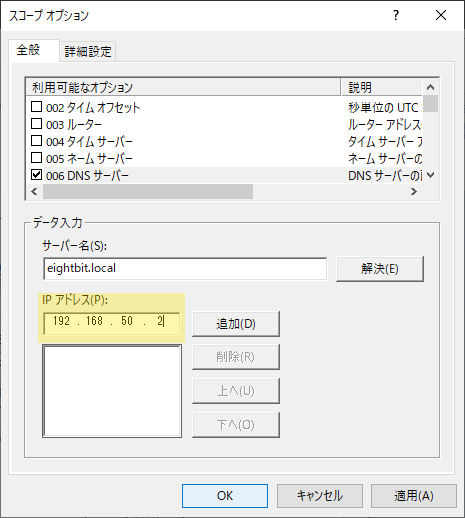 スコープ オプション
全般 詳細設定
利用可能なオプション 説明
002 タイム オフセット 秒単位の UTC
003 ルーター ルーター アドレス
004 タイム サーバー タイム サーバー
005 ネーム サーバー ネーム サーバーの
006 DNS サーバー DNS サーバーの
データ入力
サーバー名(S):
eightbit.local 解決(E)
IP アドレス(P):
192 . 168 . 50 . 2 追加(D)
削除(R)
上へ(U)
下へ(O)
OK キャンセル 適用(A)